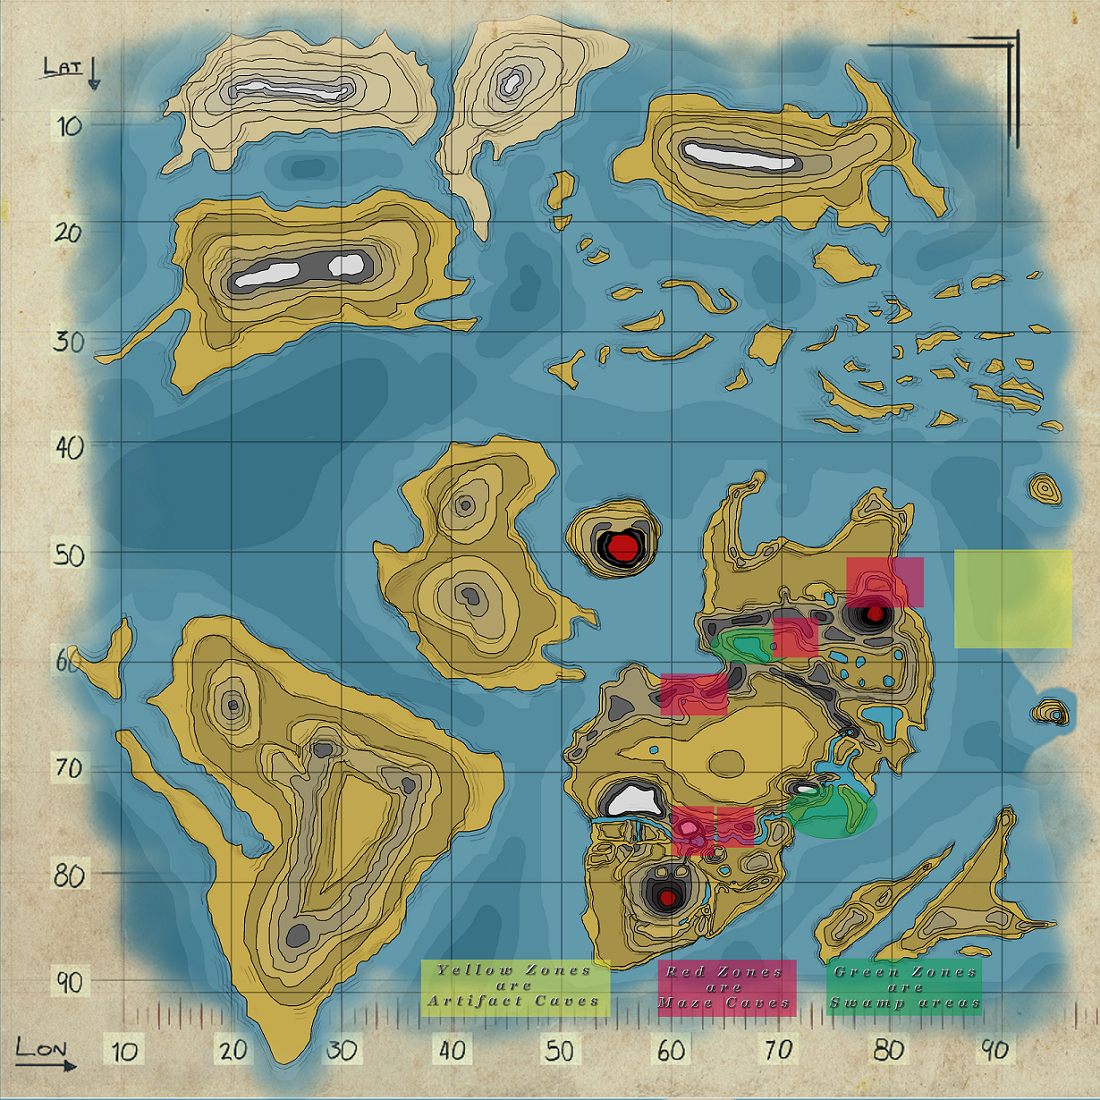 LAT
10
20
30
40
50
60
70
80
90
Yellow Zones
are
Artifact Caves
Red Zones
are
Maze Caves
Green Zones
are
Swamp areas
LON
10
20
30
40
50
60
70
80
90